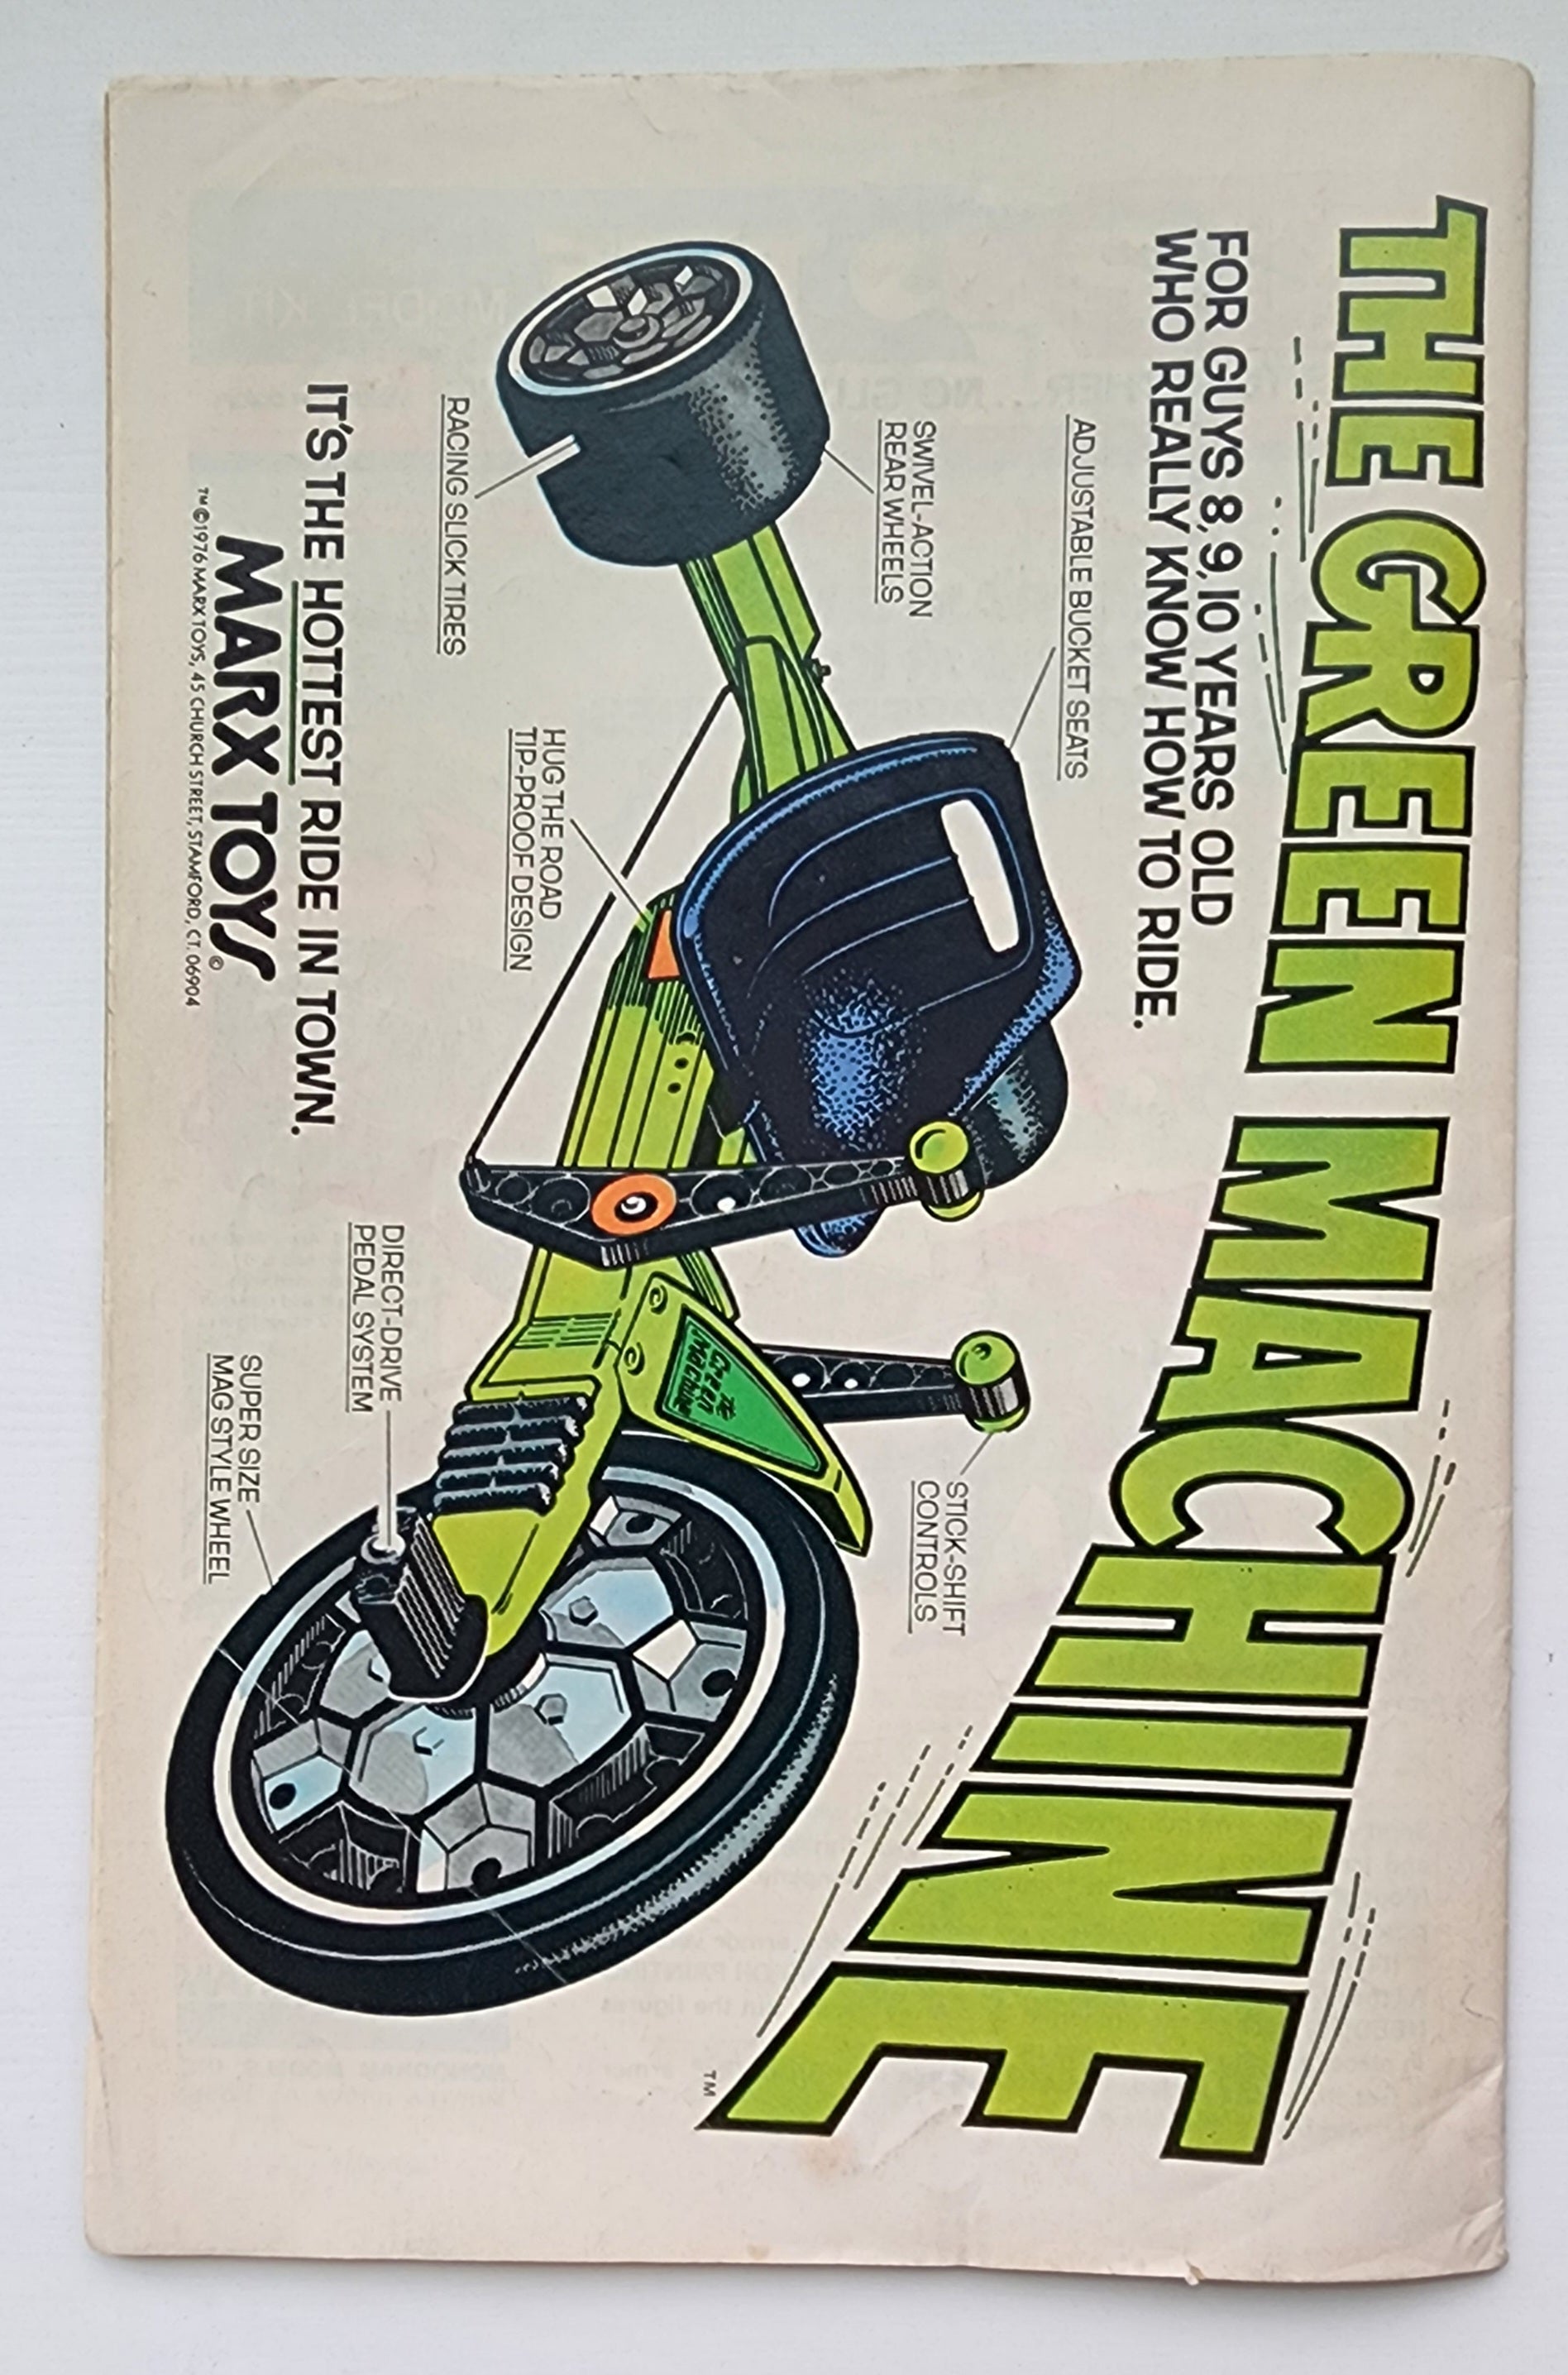 THE GREEN MACHINE
TM
FOR GUYS 8, 9, 10 YEARS OLD
WHO REALLY KNOW HOW TO RIDE.
ADJUSTABLE BUCKET SEATS
SWIVEL-ACTION
REAR WHEELS
STICK-SHIFT
CONTROLS
The
Green
Machine
HUG THE ROAD
TIP-PROOF DESIGN
RACING SLICK TIRES
DIRECT-DRIVE
PEDAL SYSTEM
SUPER SIZE
MAG STYLE WHEEL
IT'S THE HOTTEST RIDE IN TOWN.
MARX TOYS©
TM ©1976 MARX TOYS, 45 CHURCH STREET, STAMFORD, CT. 06904